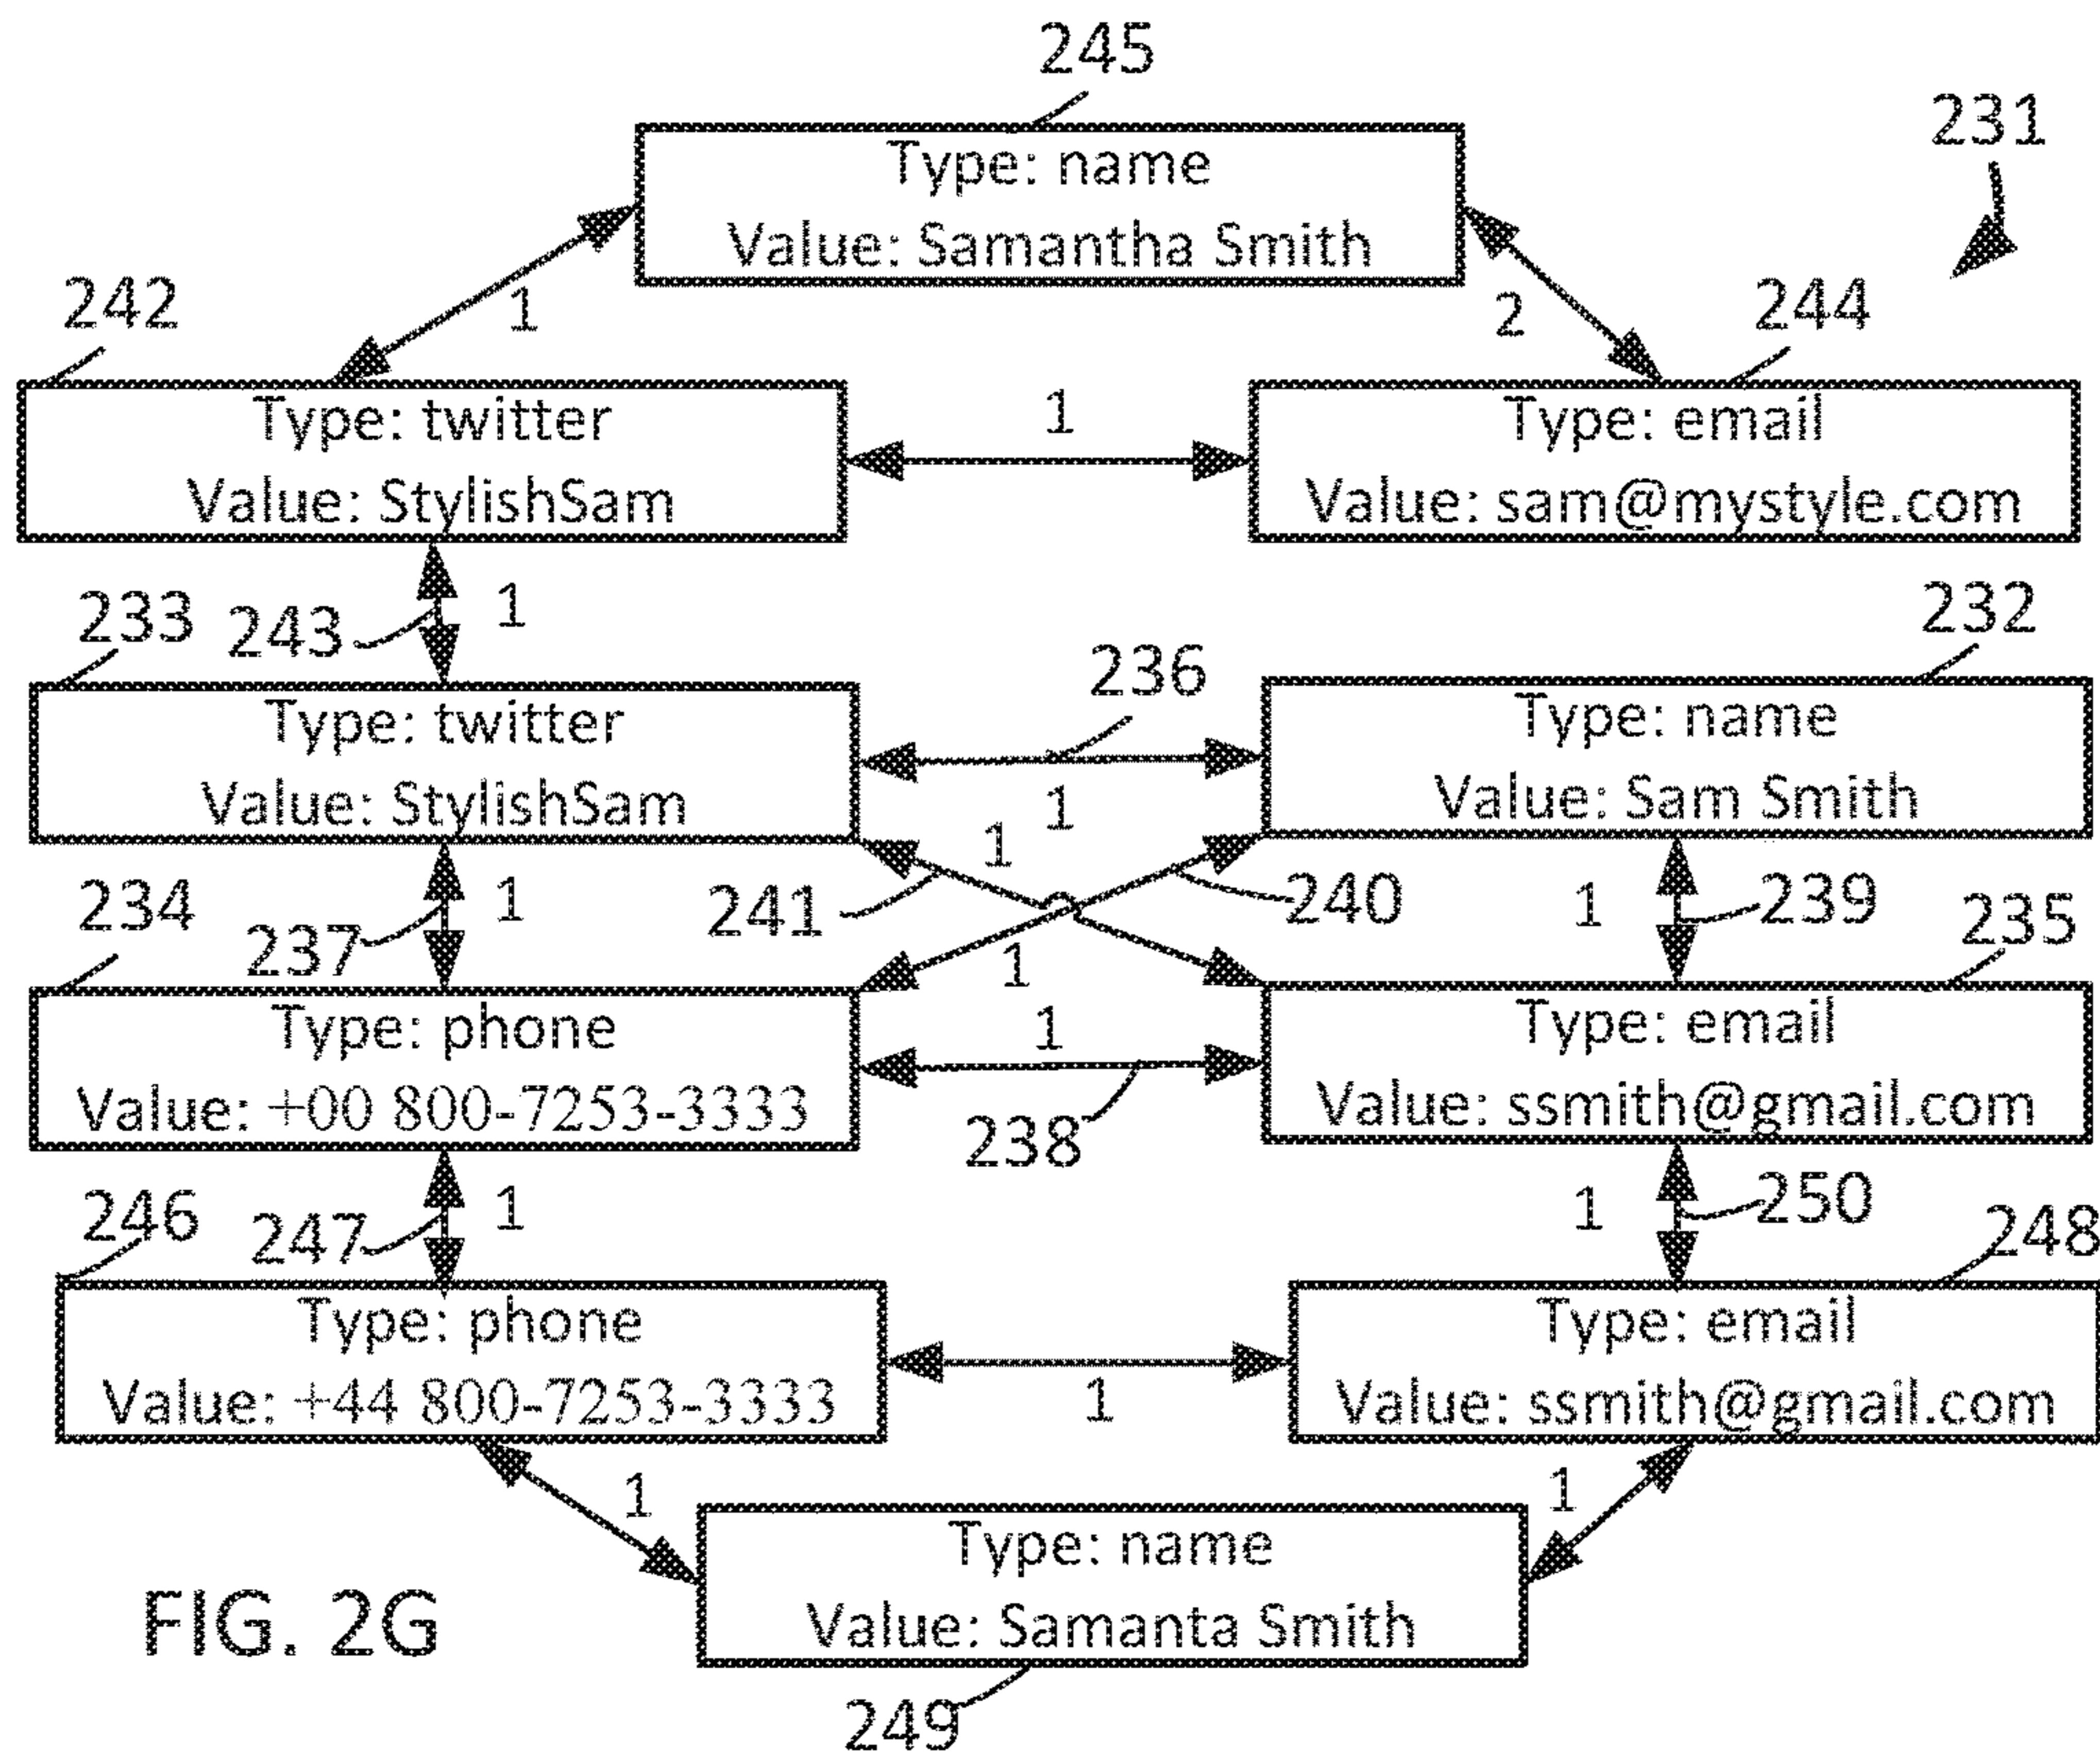 245
231
Type: name
Value: Samantha Smith
242
1
2
244
Type: twitter
Value: StylishSam
1
Type: email
Value: sam@mystyle.com
233
243
1
232
236
Type: twitter
Value: StylishSam
1
Type: name
Value: Sam Smith
1
234
237
1
241
240
1
239
235
1
Type: phone
Value: +00 800-7253-3333
1
238
Type: email
Value: ssmith@gmail.com
246
247
1
1
250
248
Type: phone
Value: +44 800-7253-3333
1
Type: email
Value: ssmith@gmail.com
1
1
Type: name
Value: Samanta Smith
FIG. 2G
249